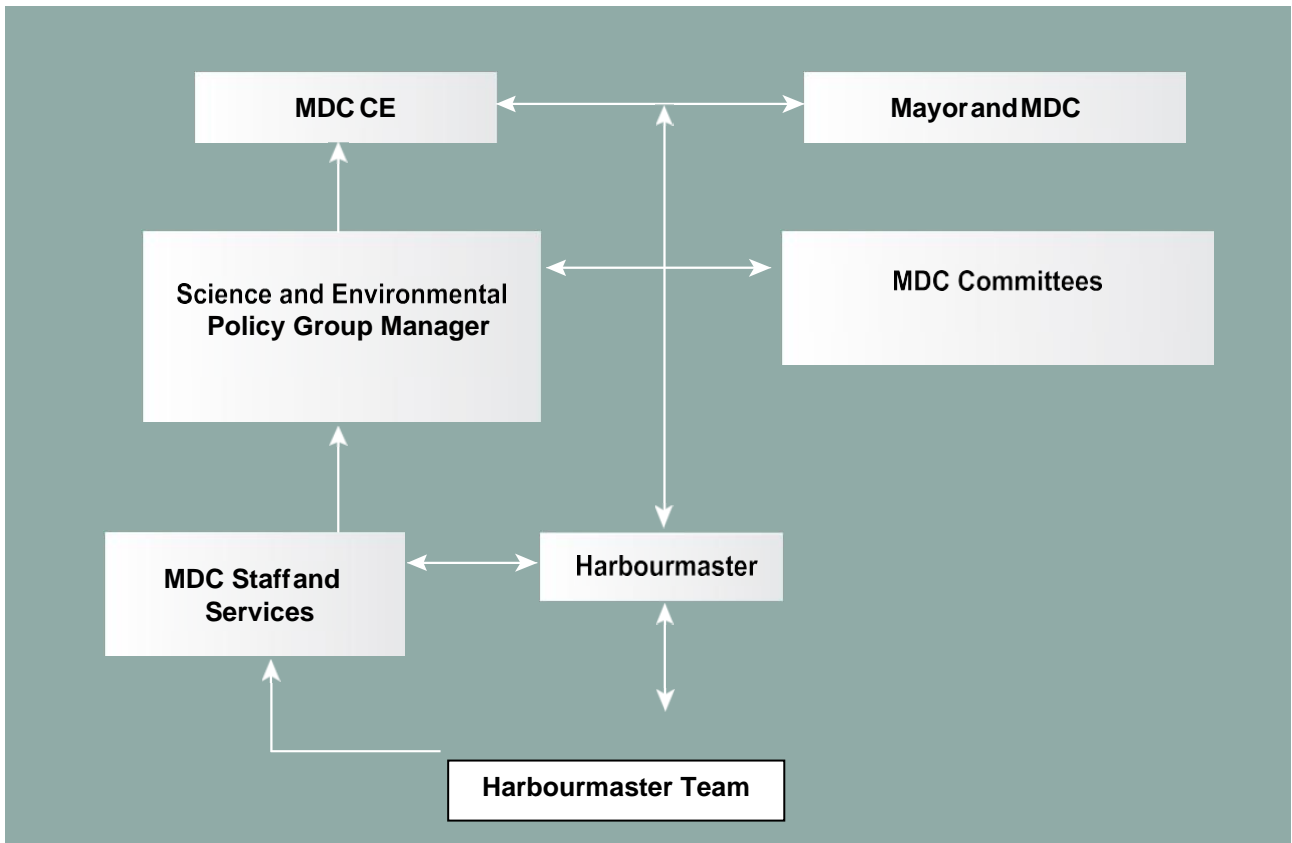 MDC CE
Mayor and MDC
Science and Environmental
Policy Group Manager
MDC Committees
MDC Staff and
Services
Harbourmaster
Harbourmaster Team